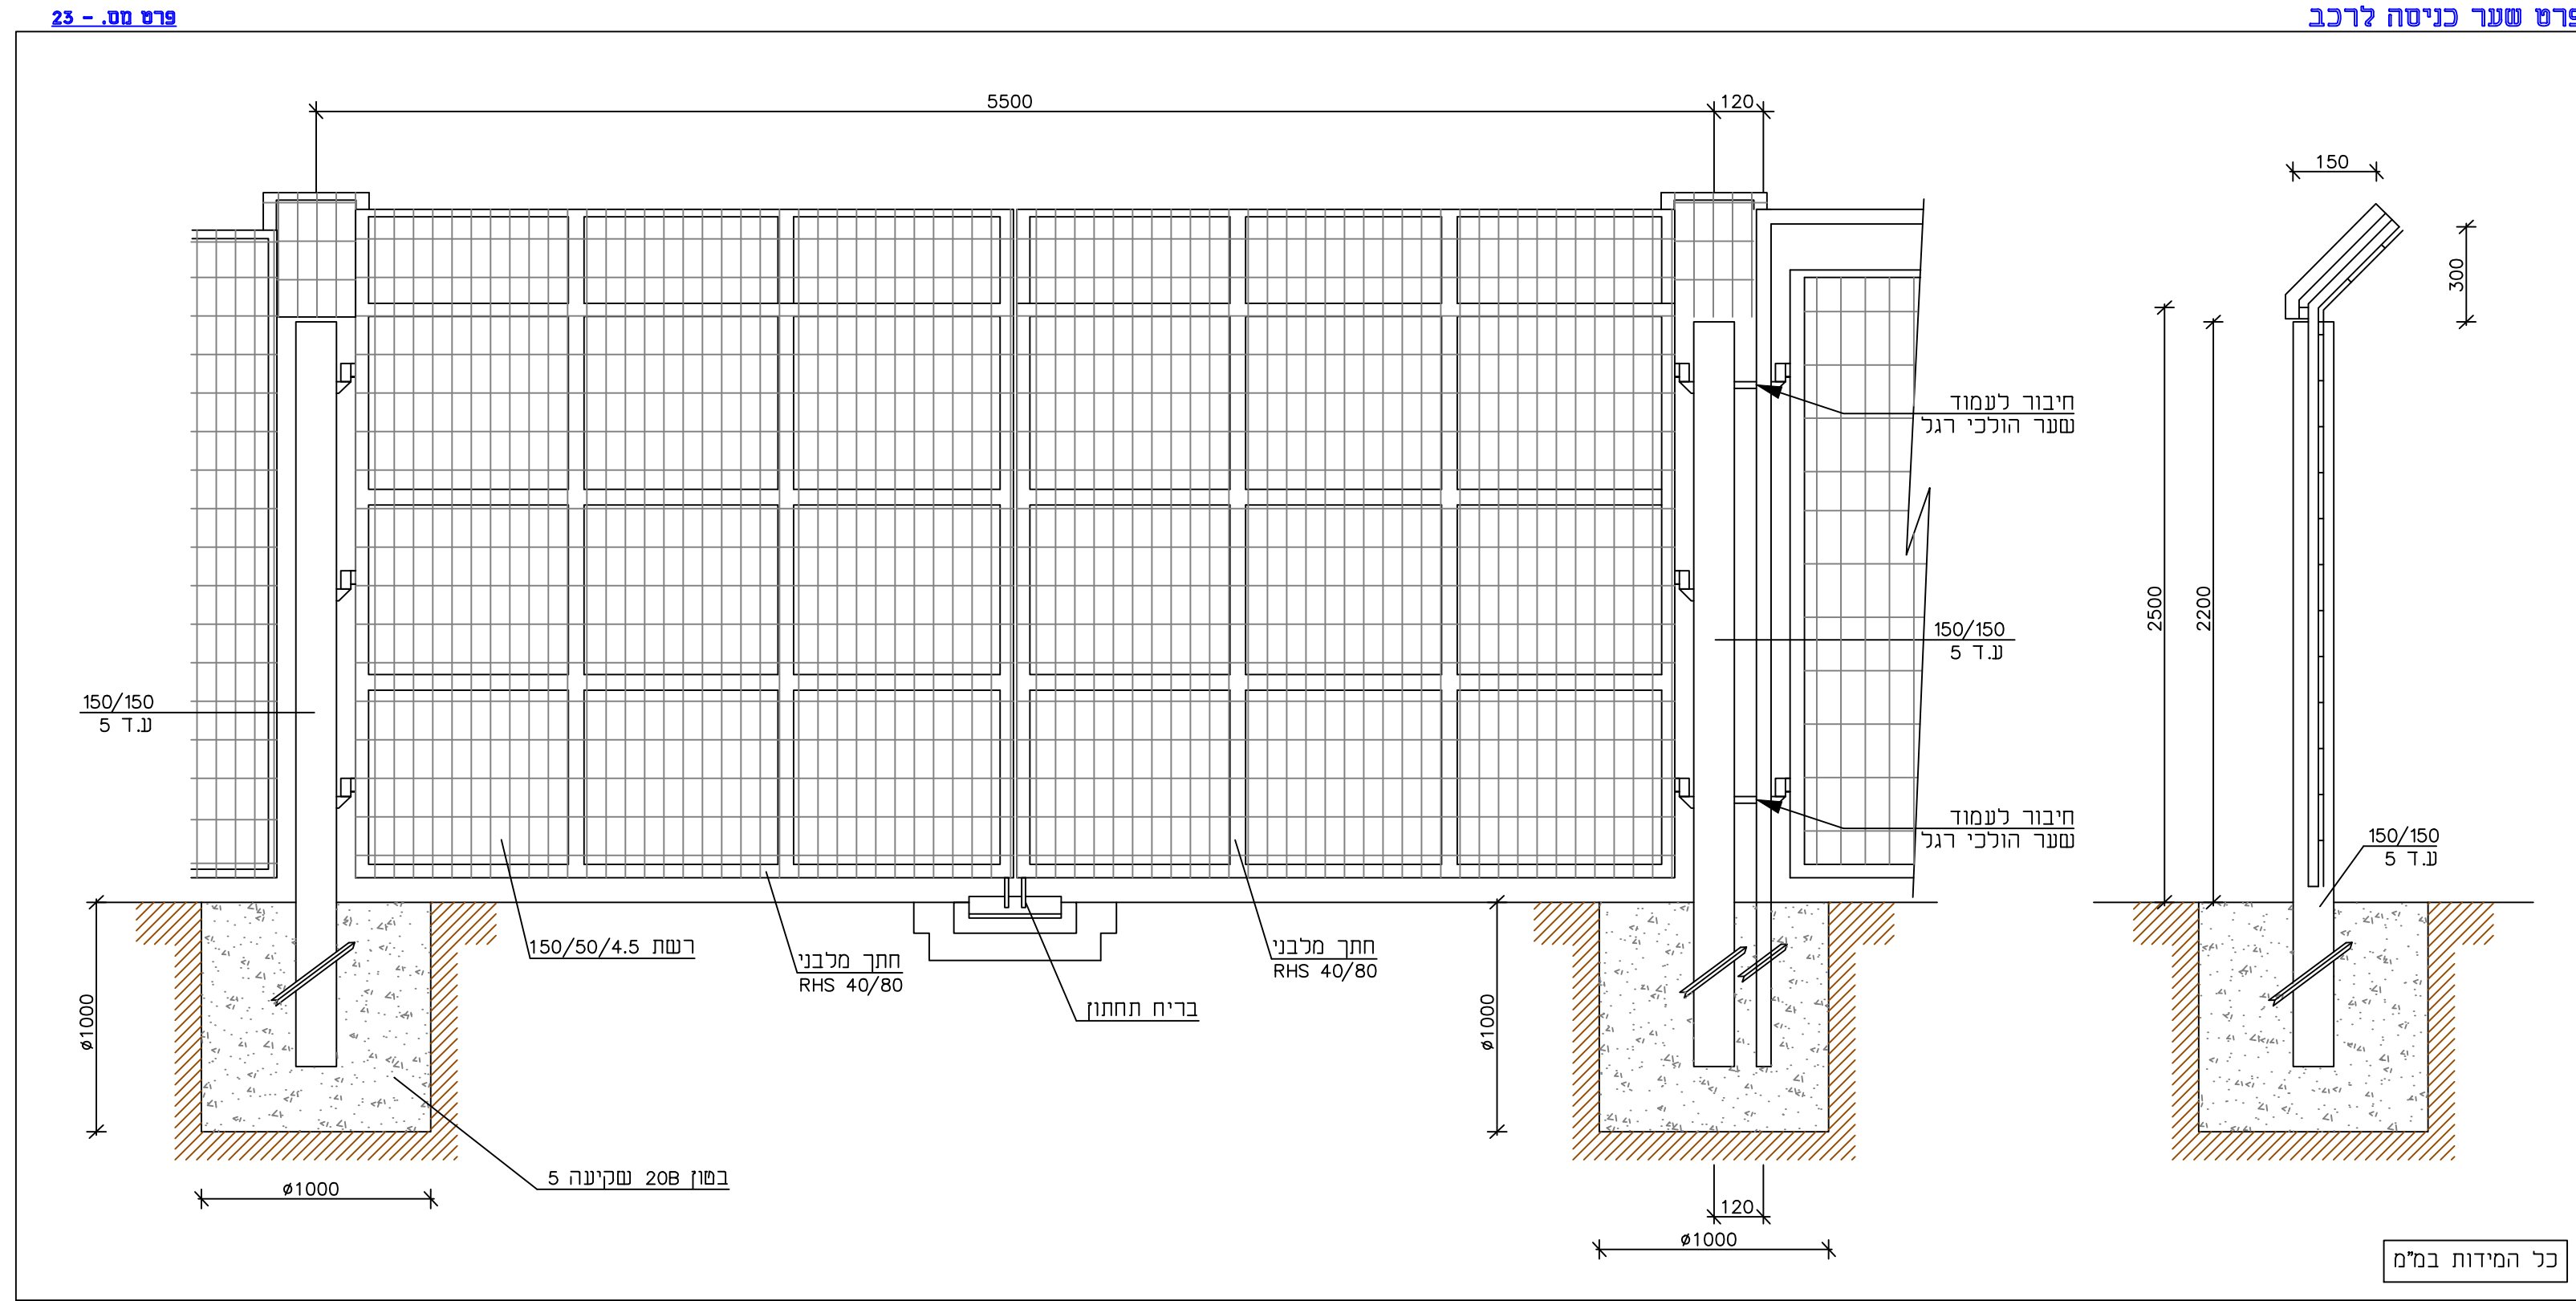 פרט שער כניסה לרכב
פרט מס. - 23
5500
120
150
300
2500
2200
חיבור לעמוד
שער הולכי רגל
150/150
ע.ד 5
150/150
ע.ד 5
חיבור לעמוד
שער הולכי רגל
150/150
ע.ד 5
רשת 150/50/4.5
חתך מלבני
RHS 40/80
חתך מלבני
RHS 40/80
בריח תחתון
ø1000
ø1000
בטון 20B שקיעה 5
ø1000
120
ø1000
כל המידות במ"מ